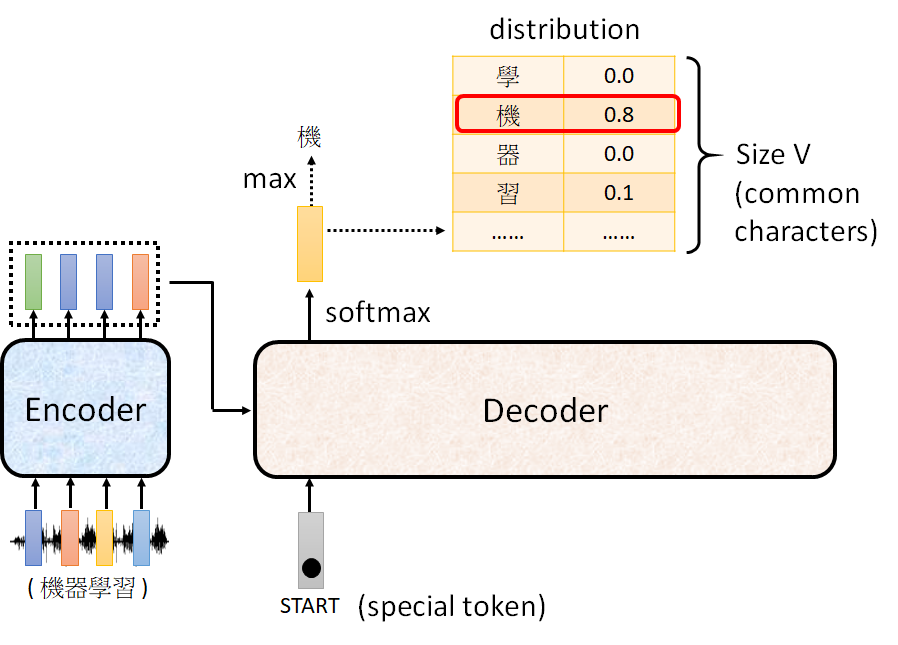 distribution
學 0.0
機 0.8
器 0.0
習 0.1
...... ......
Size V
(common
characters)
機
max
softmax
Encoder
Decoder
( 機器學習 )
START (special token)